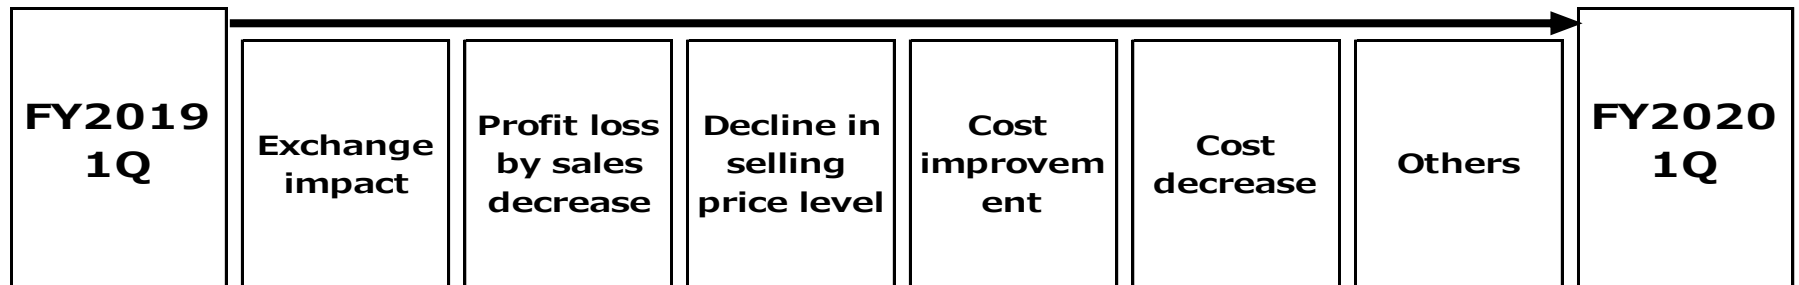 FY2019
1Q
Exchange
impact
Profit loss
by sales
decrease
Decline in
selling
price level
Cost
improvem
ent
Cost
decrease
Others
FY2020
1Q